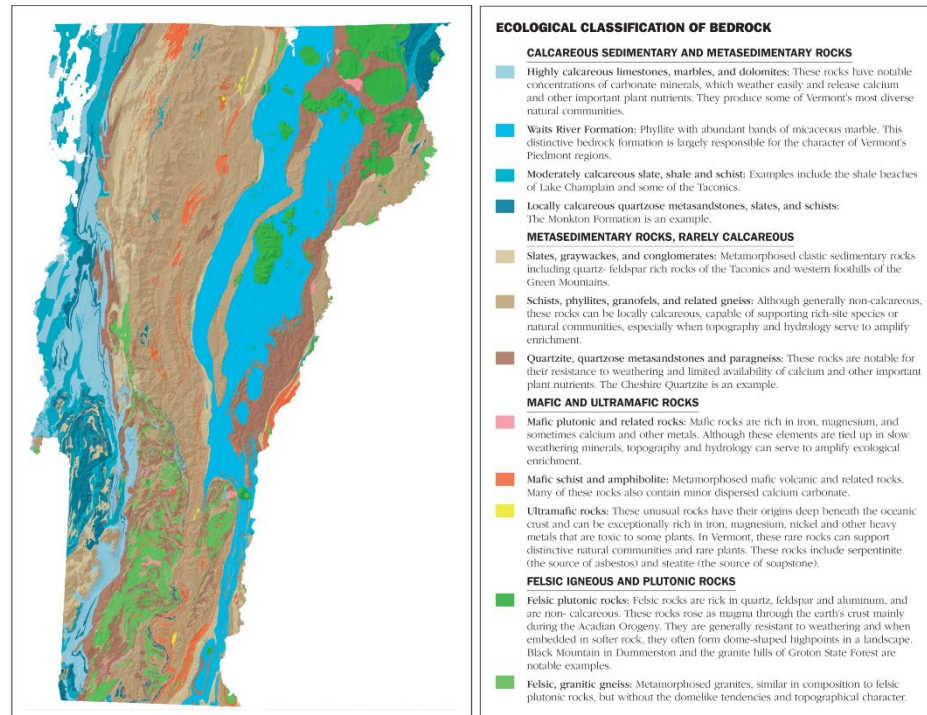 ECOLOGICAL CLASSIFICATION OF BEDROCK
CALCAREOUS SEDIMENTARY AND METASEDIMENTARY ROCKS
Highly calcareous limestones, marbles, and dolomites: These rocks have notable
concentrations of carbonate minerals, which weather easily and release calcium
and other important plant nutrients. They produce some of Vermont's most diverse
natural communities.
Waits River Formation: Phyllite with abundant bands of micaceous marble. This
distinctive bedrock formation is largely responsible for the character of Vermont's
Piedmont regions.
Moderately calcareous slate, shale and schist: Examples include the shale beaches
of Lake Champlain and some of the Taconics.
Locally calcareous quartzose metasandstones, slates, and schists:
The Monkton Formation is an example.
METASEDIMENTARY ROCKS, RARELY CALCAREOUS
Slates, graywackes, and conglomerates: Metamorphosed clastic sedimentary rocks
including quartz- feldspar rich rocks of the Taconics and western foothills of the
Green Mountains.
Schists, phyllites, granofels, and related gneiss: Although generally non-calcareous,
these rocks can be locally calcareous, capable of supporting rich-site species or
natural communities, especially when topography and hydrology serve to amplify
enrichment.
Quartzite, quartzose metasandstones and paragneiss: These rocks are notable for
their resistance to weathering and limited availability of calcium and other important
plant nutrients. The Cheshire Quartzite is an example.
MAFIC AND ULTRAMAFIC ROCKS
Mafic plutonic and related rocks: Mafic rocks are rich in iron, magnesium, and
sometimes calcium and other metals. Although these elements are tied up in slow
weathering minerals, topography and hydrology can serve to amplify ecological
enrichment.
Mafic schist and amphibolite: Metamorphosed mafic volcanic and related rocks.
Many of these rocks also contain minor dispersed calcium carbonate.
Ultramafic rocks: These unusual rocks have their origins deep beneath the oceanic
crust and can be exceptionally rich in iron, magnesium, nickel and other heavy
metals that are toxic to some plants. In Vermont, these rare rocks can support
distinctive natural communities and rare plants. These rocks include serpentinite
(the source of asbestos) and steatite (the source of soapstone).
FELSIC IGNEOUS AND PLUTONIC ROCKS
Felsic plutonic rocks: Felsic rocks are rick in quartz, feldspar and aluminum, and
are non- calcareous. These rocks rose as magma through the earth's crust mainly
during the Acadian Orogeny. They are generally resistant to weathering and when
embedded in softer rock, they often form dome-shaped highpoints in a landscape.
Black Mountain in Dummerston and the granite hills of Groton State Forest are
notable examples.
Felsic, granitic gneiss: Metamorphosed granites, similar in composition to felsic
plutonic rocks, but without the domelike tendencies and topographical character.